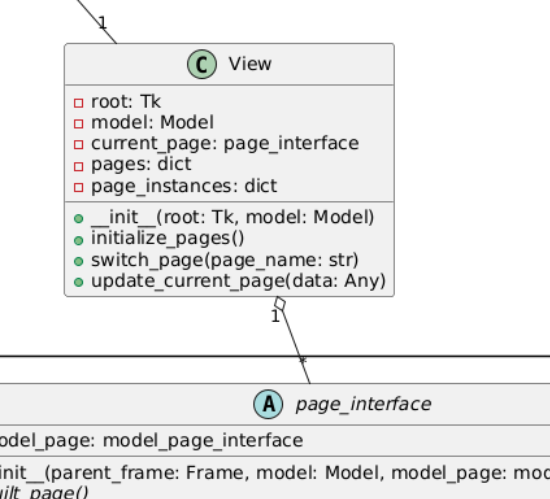 1
C View
root: Tk
model: Model
current_page: page_interface
pages: dict
page_instances: dict
__init__(root: Tk, model: Model)
initialize_pages()
switch_page(page_name: str)
update_current_page(data: Any)
1
*
A page_interface
odel_page: model_page_interface
init__(parent_frame: Frame, model: Model, model_page: mod
uilt_page()